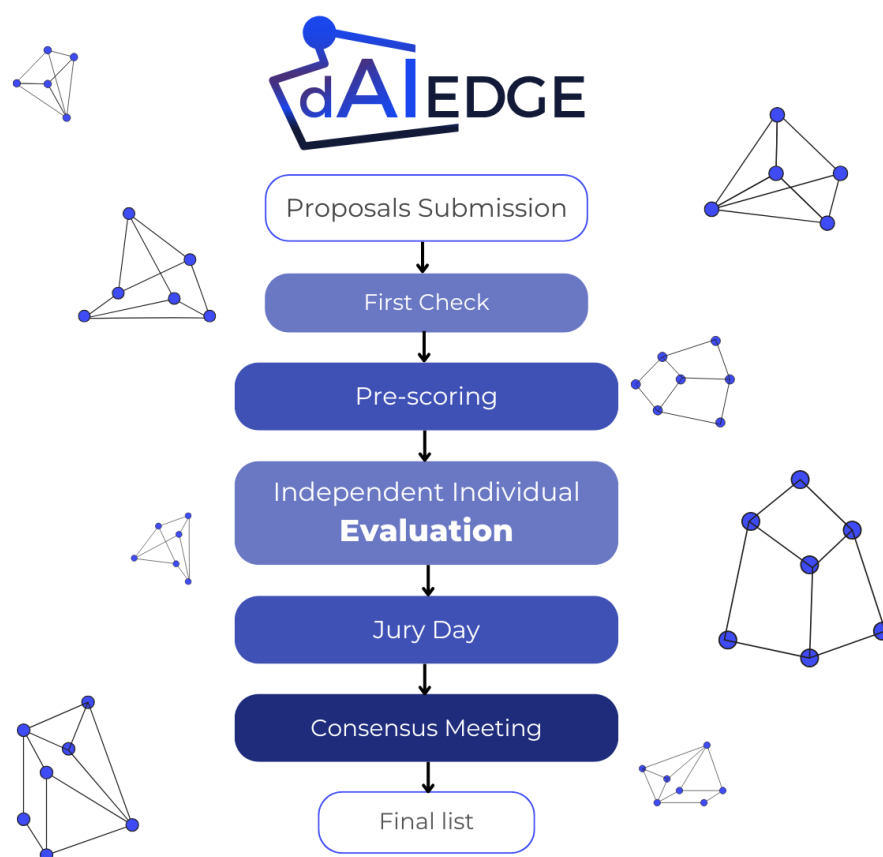 dAIEDGE
Proposals Submission
First Check
Pre-scoring
Independent Individual
Evaluation
Jury Day
Consensus Meeting
Final list